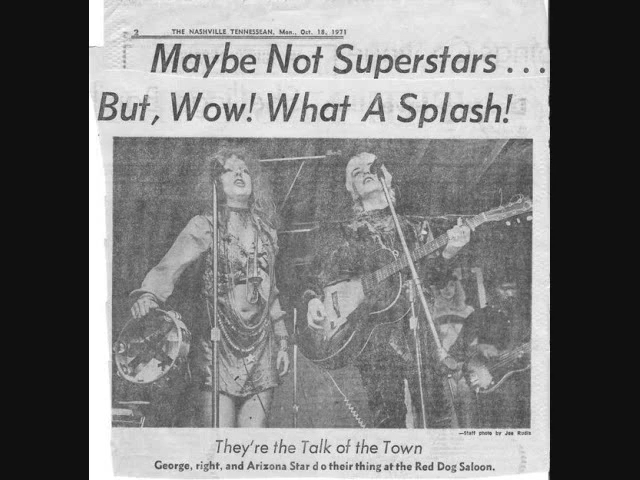 2 THE NASHVILLE TENNESSEAN, Mon., Oct. 18, 1971
Maybe Not Superstars ...
But, Wow! What A Splash!
—Staff photo by Joe Rudis
They're the Talk of the Town
George, right, and Arizona Star do their thing at the Red Dog Saloon.